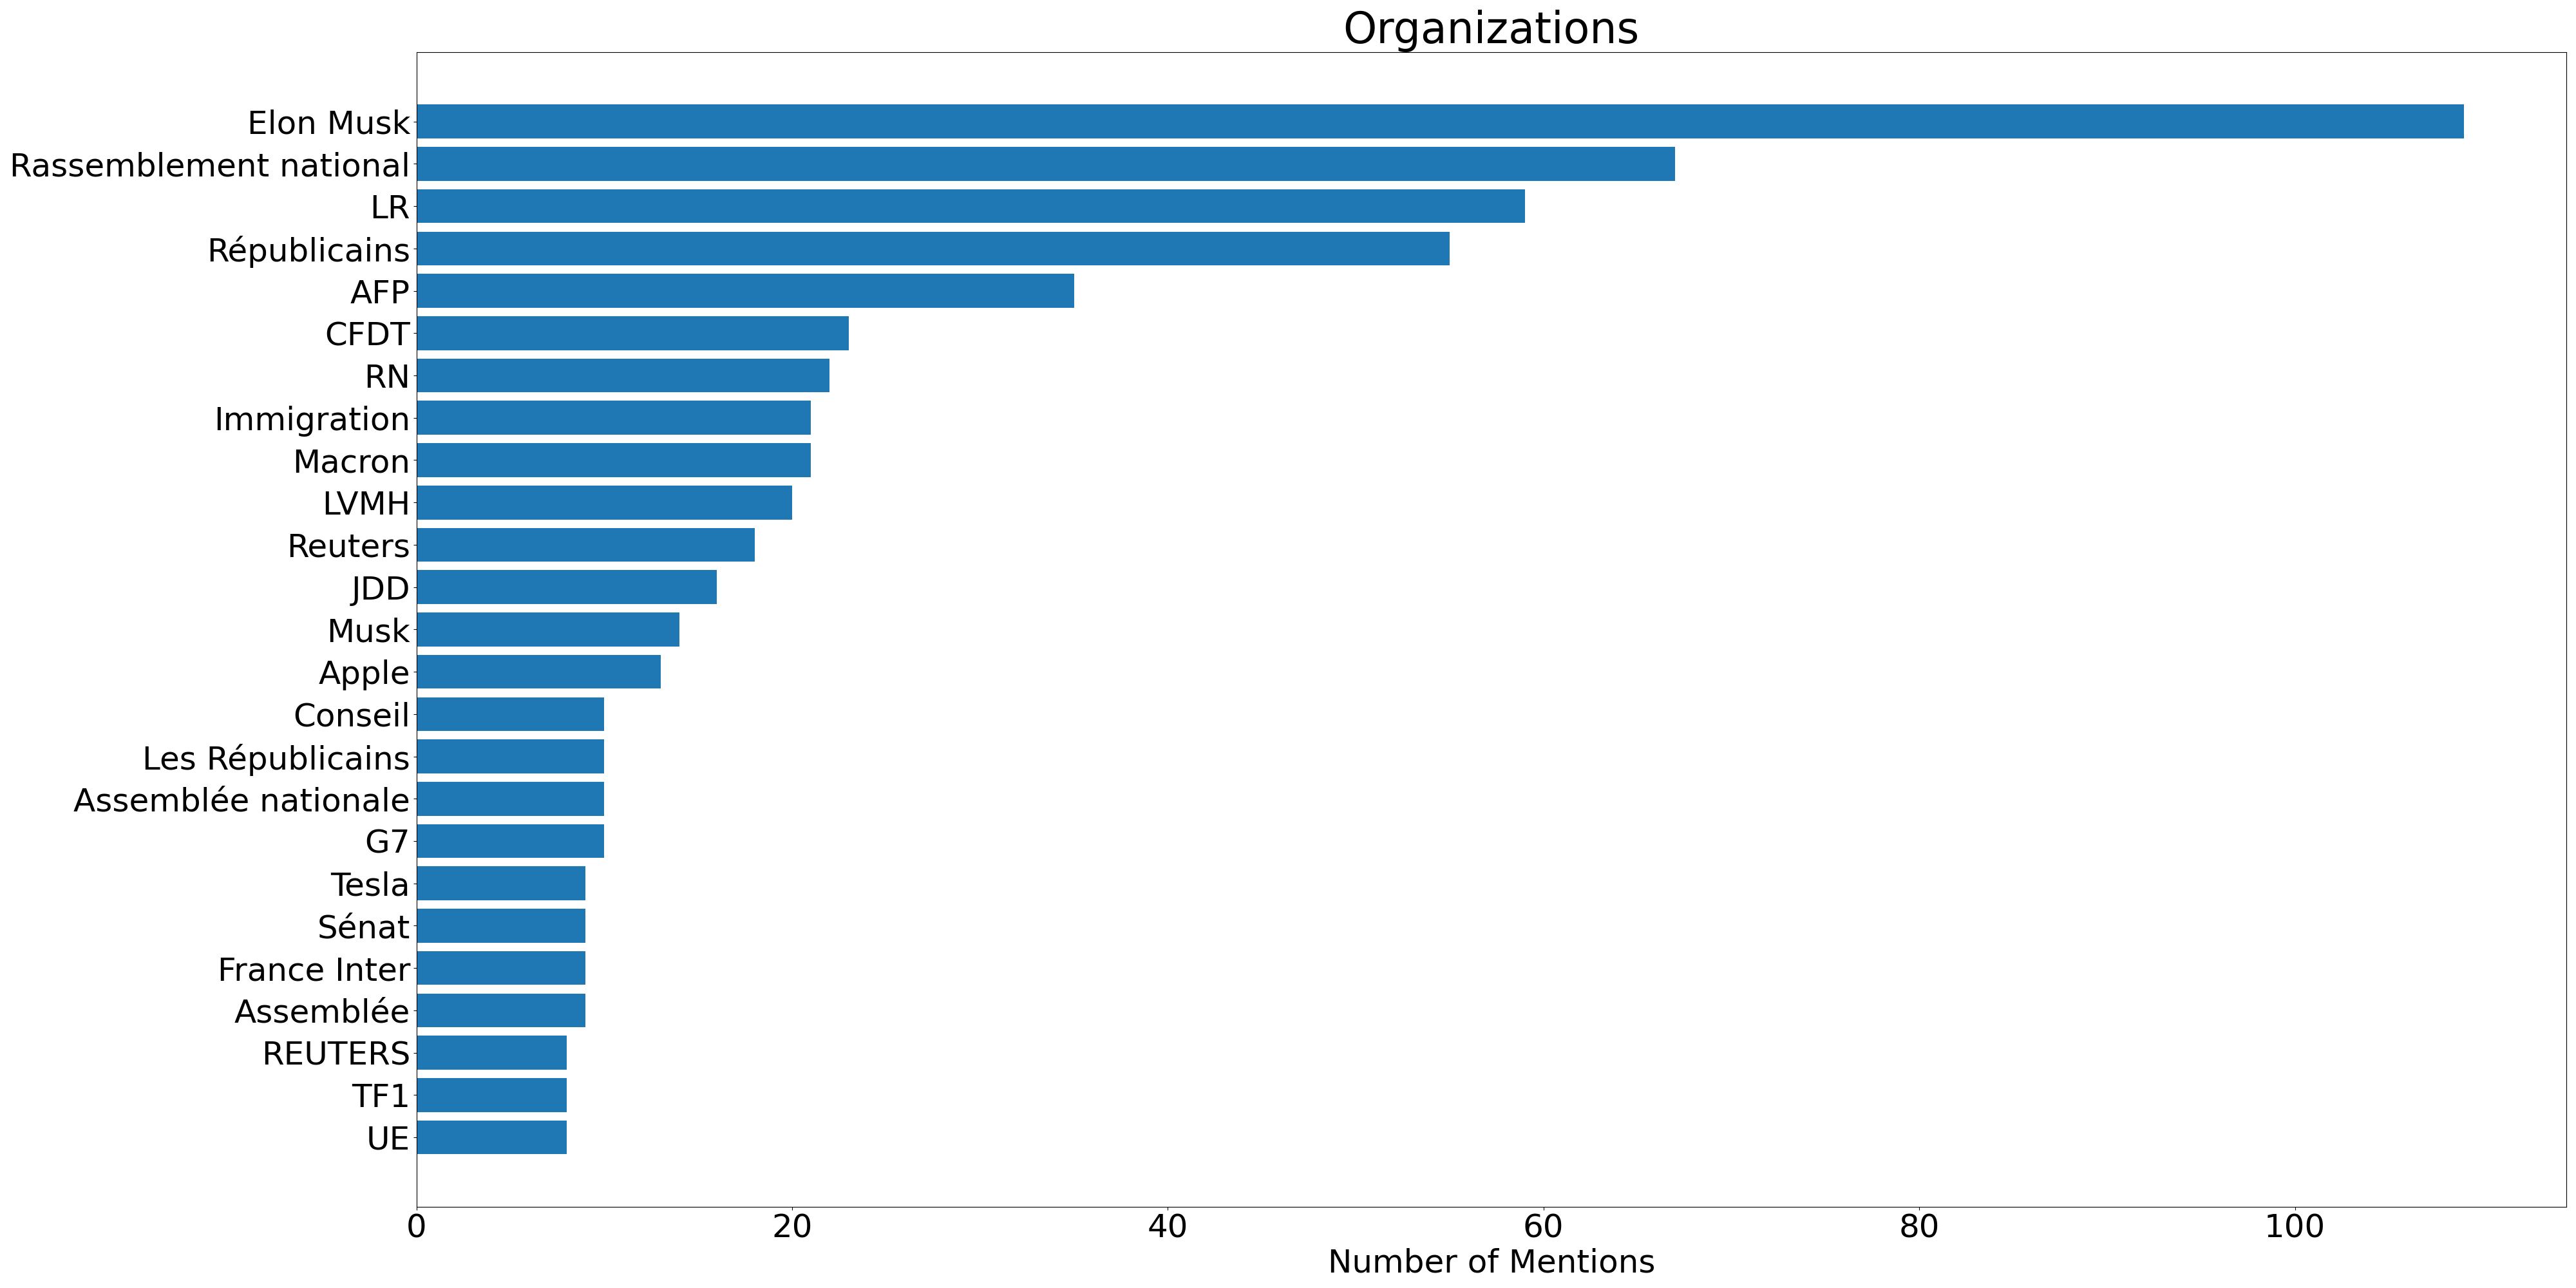 Organizations
Elon Musk
Rassemblement national
LR
Républicains
AFP
CFDT
RN
Immigration
Macron
LVMH
Reuters
JDD
Musk
Apple
Conseil
Les Républicains
Assemblée nationale
G7
Tesla
Sénat
France Inter
Assemblée
REUTERS
TF1
UE
0 20 40 60 80 100
Number of Mentions